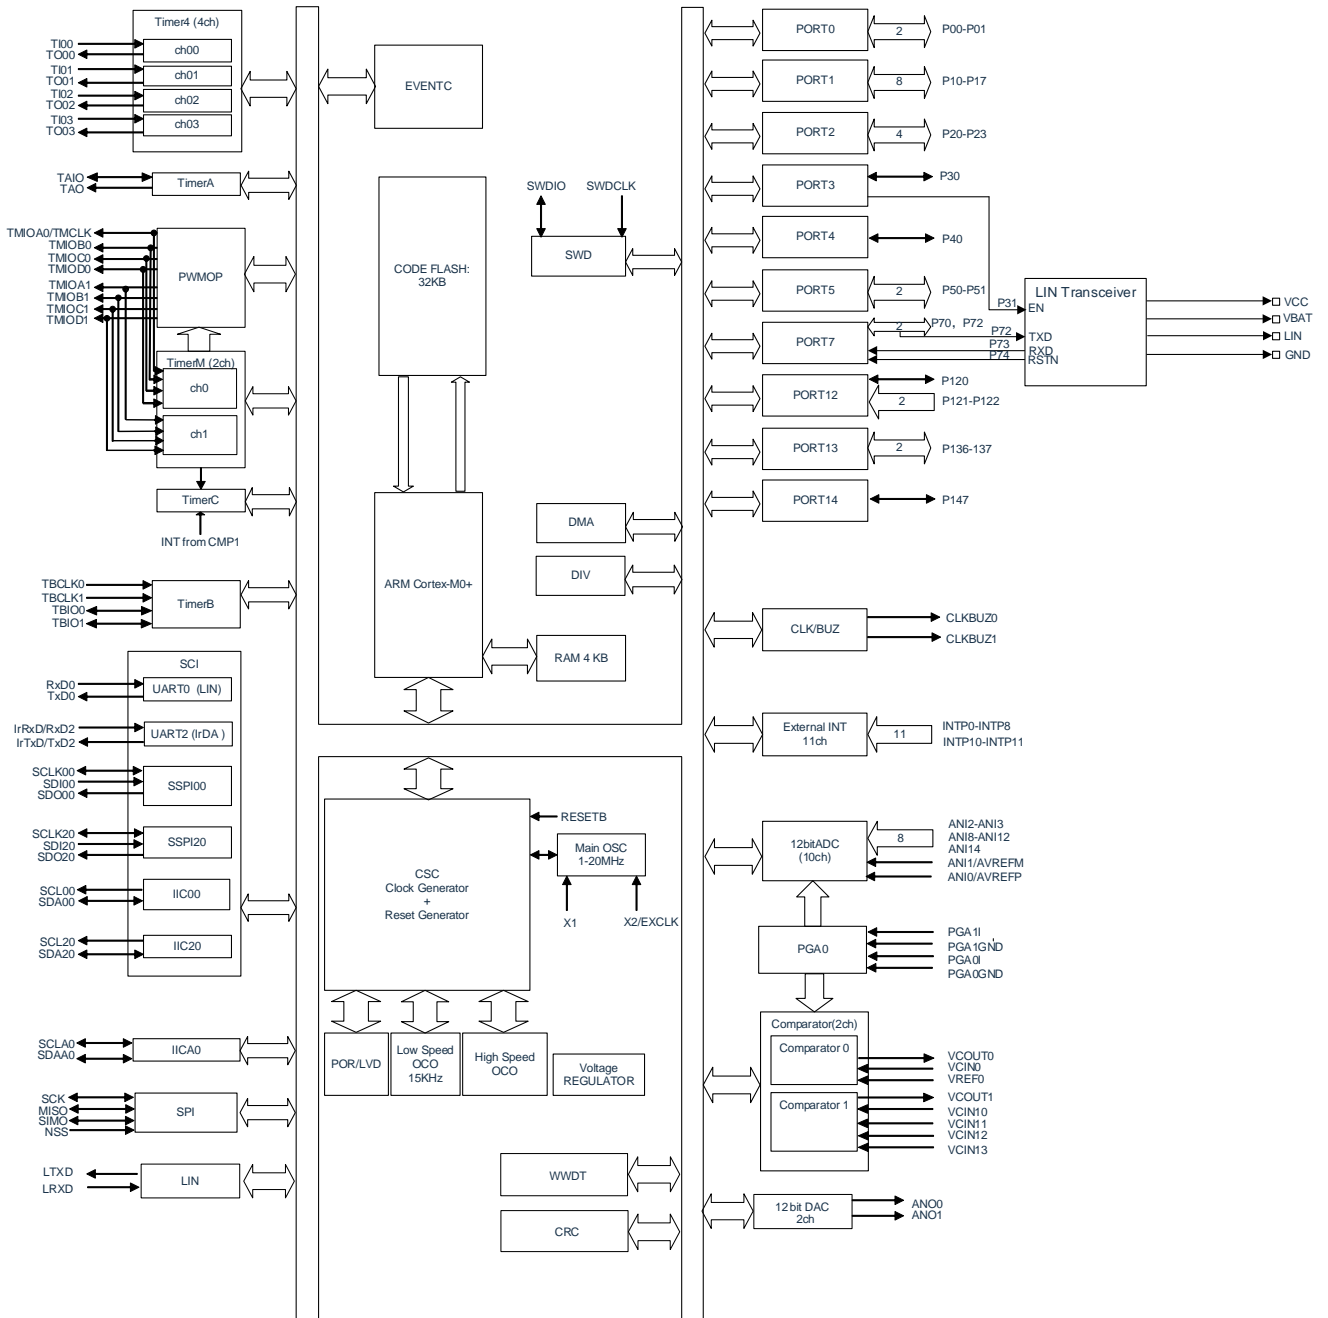 Timer4 (4ch)
TI00
TO00
ch00
TI01
TO01
ch01
TI02
TO02
ch02
TI03
TO03
ch03
TAIO
TAO
TimerA
TMIOA0/TMCLK
TMIOB0
TMIOC0
TMIOD0
TMIOA1
TMIOB1
TMIOC1
TMIOD1
PWMOP
TimerM (2ch)
ch0
ch1
TimerC
INT from CMP1
TBCLK0
TBCLK1
TBIO0
TBIO1
TimerB
SCI
RxD0
TxD0
UART0 (LIN)
IrRxD/RxD2
IrTxD/TxD2
UART2 (IrDA )
SCLK00
SDI00
SDO00
SSPI00
SCLK20
SDI20
SDO20
SSPI20
SCL00
SDA00
IIC00
SCL20
SDA20
IIC20
SCLA0
SDAA0
IICA0
SCK
MISO
SIMO
NSS
SPI
LTXD
LRXD
LIN
EVENTC
CODE FLASH:
32KB
SWDIO
SWDCLK
SWD
ARM Cortex-M0+
DMA
DIV
RAM 4 KB
CSC
Clock Generator
+
Reset Generator
RESETB
Main OSC
1-20MHz
X1
X2/EXCLK
POR/LVD
Low Speed
OCO
15KHz
High Speed
OCO
Voltage
REGULATOR
WWDT
CRC
PORT0
2
P00-P01
PORT1
8
P10-P17
PORT2
4
P20-P23
PORT3
P30
PORT4
P40
PORT5
2
P50-P51
P31
PORT7
2
P70, P72
P72
P73
P74
LIN Transceiver
EN
TXD
RXD
RSTN
VCC
VBAT
LIN
GND
PORT12
P120
2
P121-P122
PORT13
2
P136-137
PORT14
P147
CLK/BUZ
CLKBUZ0
CLKBUZ1
External INT
11ch
11
INTP0-INTP8
INTP10-INTP11
12bitADC
(10ch)
8
ANI2-ANI3
ANI8-ANI12
ANI14
ANI1/AVREFM
ANI0/AVREFP
PGA0
PGA1I
PGA1GND
PGA0I
PGA0GND
Comparator(2ch)
Comparator 0
VCOUT0
VCIN0
VREF0
Comparator 1
VCOUT1
VCIN10
VCIN11
VCIN12
VCIN13
12 bit DAC
2ch
ANO0
ANO1